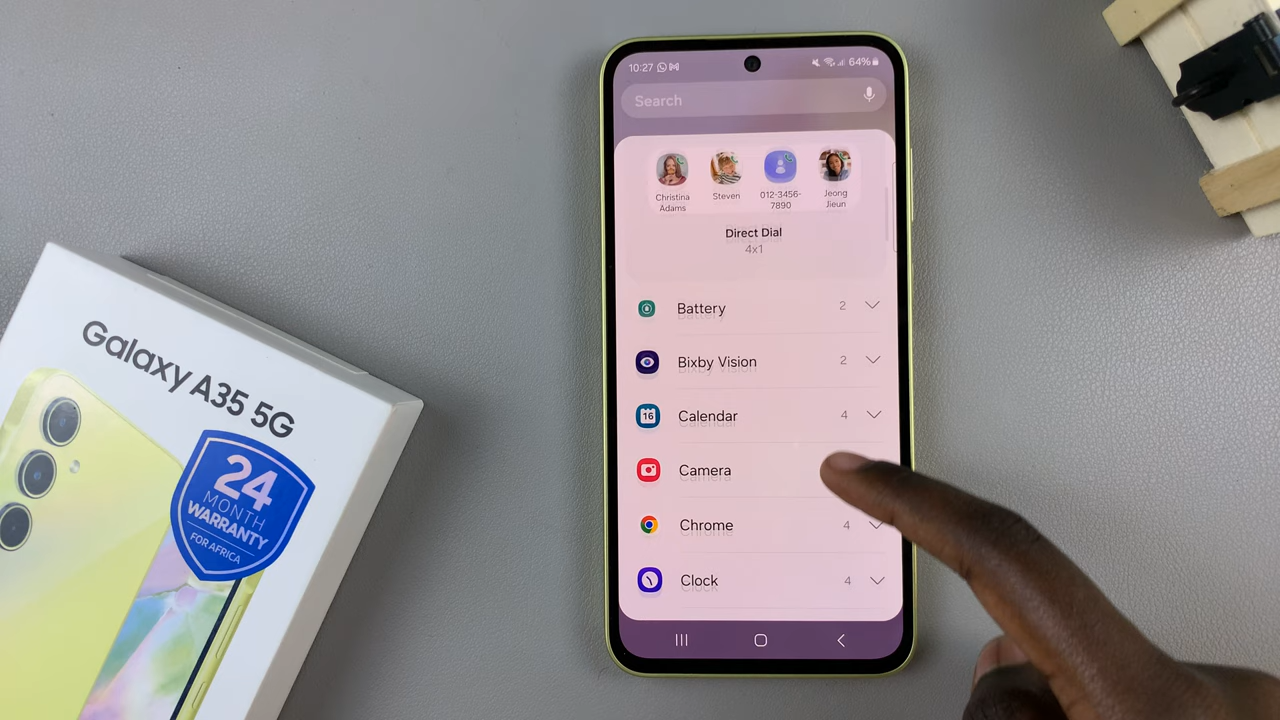 10:27
64%
Search
Christina
Adams
Steven
012-3456-
7890
Jeong
Jieun
Direct Dial
4x1
Battery 2
Bixby Vision 2
16
Calendar 4
Camera
Chrome 4
Clock 4
Galaxy A35 5G
24
MONTH
WARRANTY
FOR AFRICA